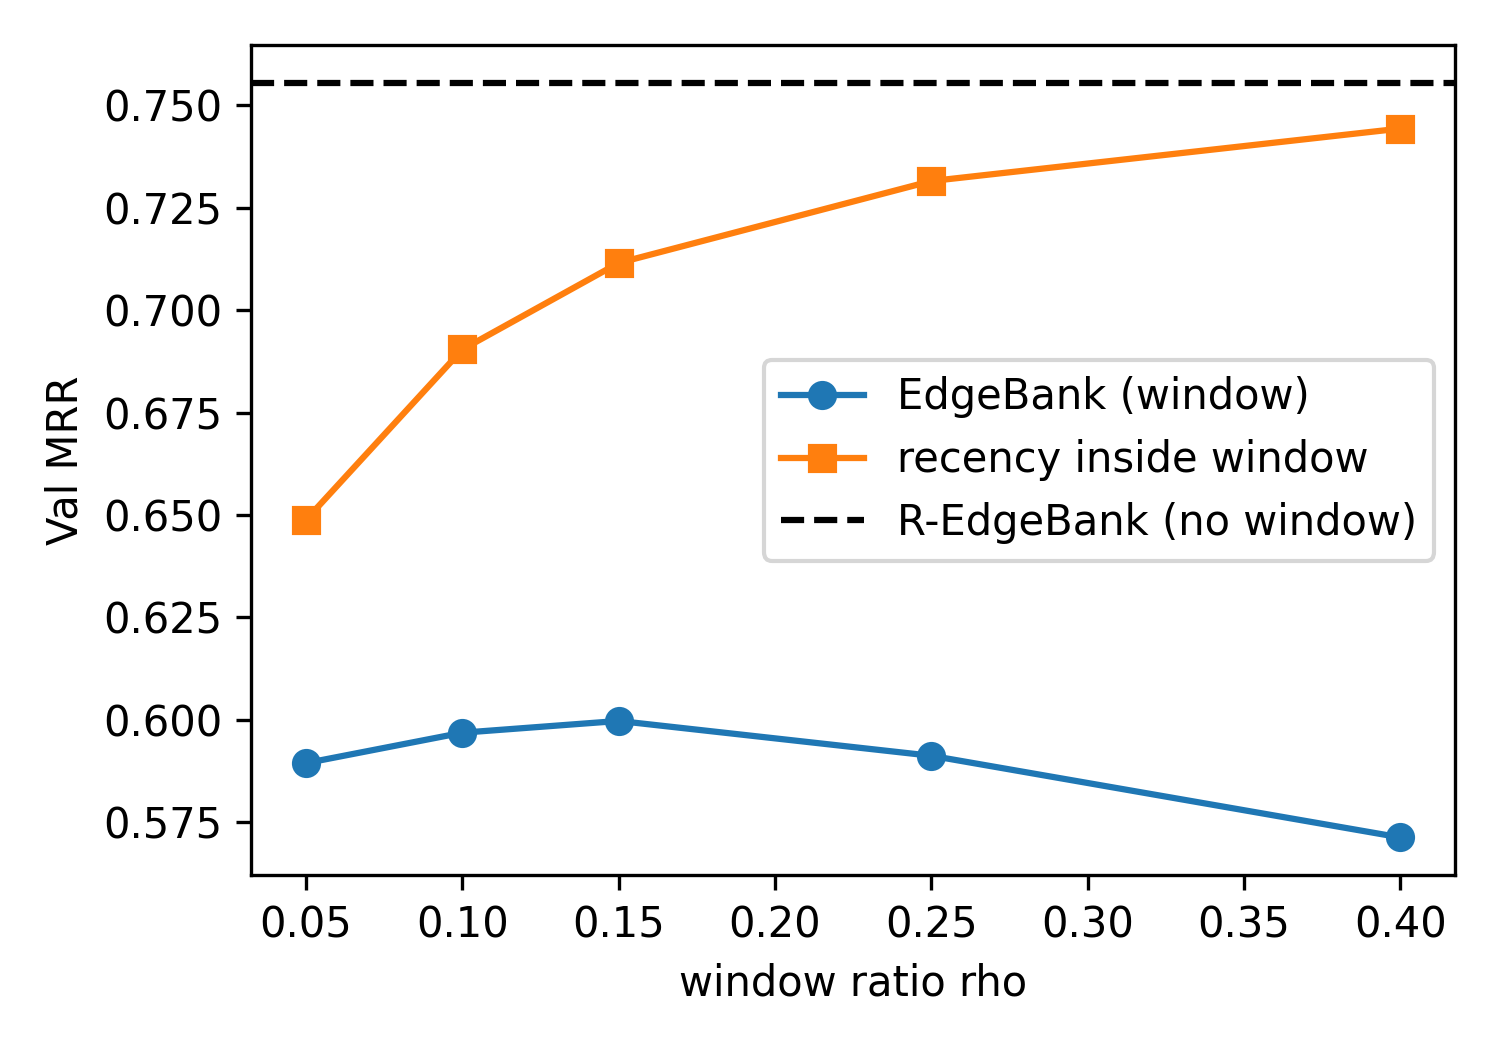 0.750
0.725
0.700
0.675
0.650
0.625
0.600
0.575
Val MRR
EdgeBank (window)
recency inside window
R-EdgeBank (no window)
0.05 0.10 0.15 0.20 0.25 0.30 0.35 0.40
window ratio rho